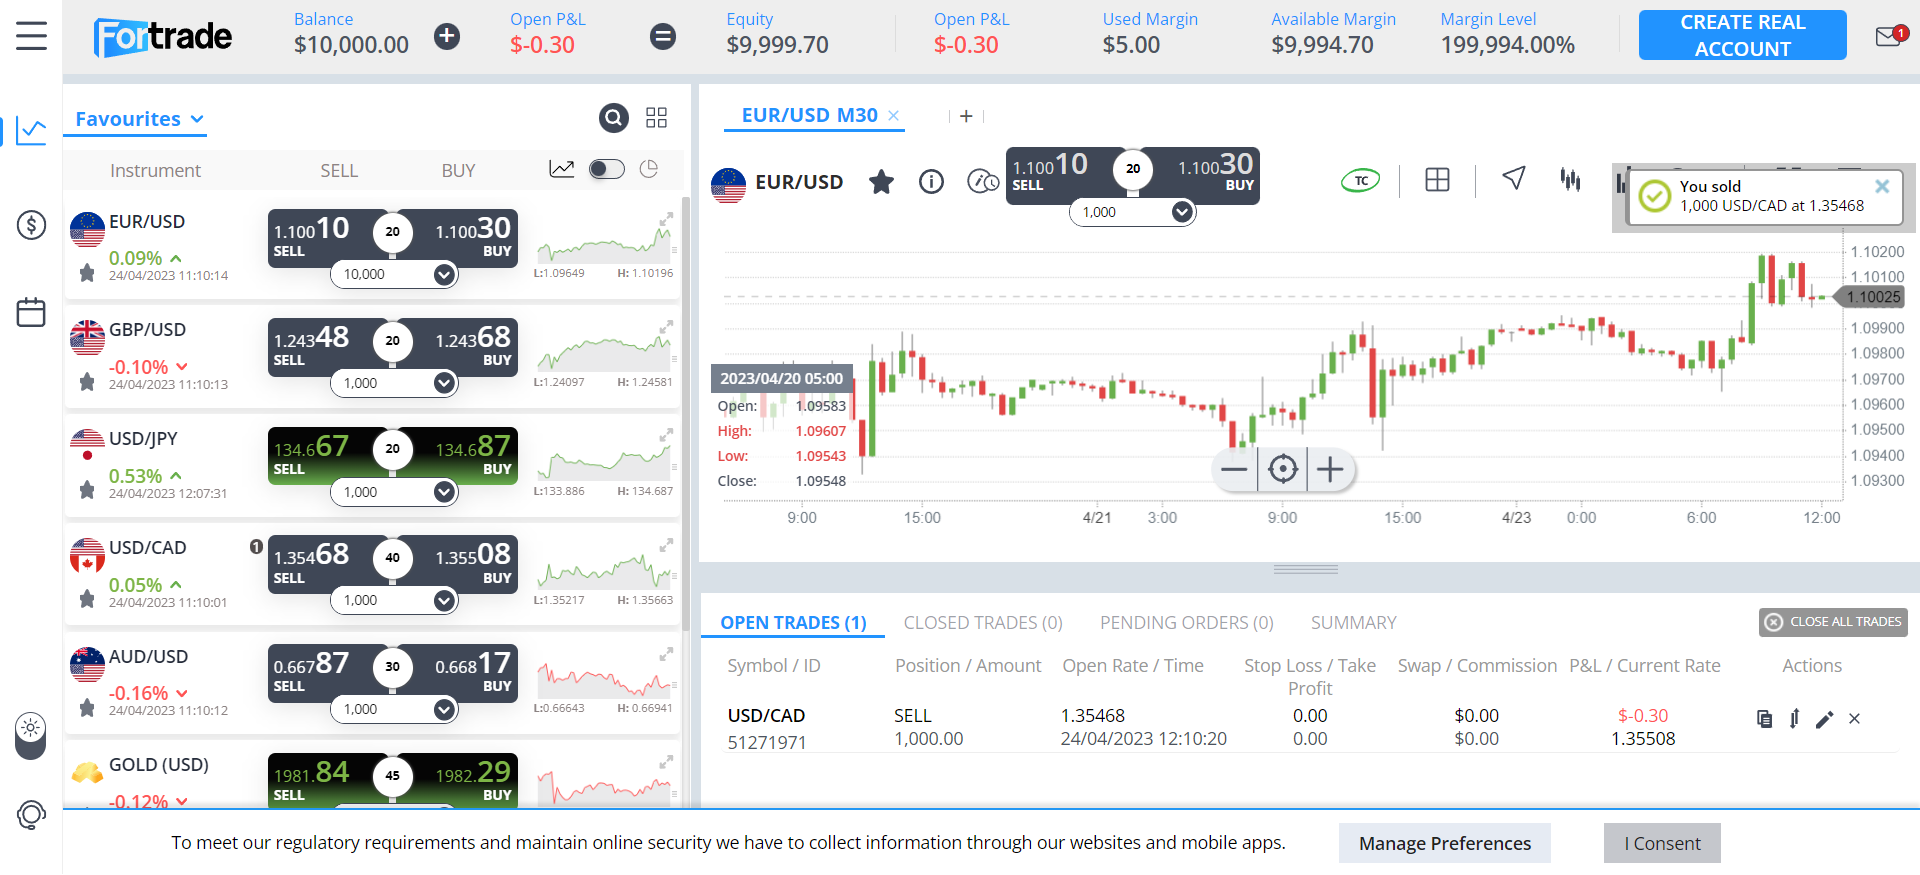 Fortrade
Balance
$10,000.00
Open P&L
$-0.30
Equity
$9,999.70
Open P&L
$-0.30
Used Margin
$5.00
Available Margin
$9,994.70
Margin Level
199,994.00%
CREATE REAL
ACCOUNT
1
Favourites
Instrument SELL BUY
EUR/USD
0.09%
24/04/2023 11:10:14
1.10010
SELL
20
1.10030
BUY
10,000
L:1.09649 H: 1.10196
GBP/USD
-0.10%
24/04/2023 11:10:13
1.24348
SELL
20
1.24368
BUY
1,000
L:1.24097 H: 1.24581
USD/JPY
0.53%
24/04/2023 12:07:31
134.667
SELL
20
134.687
BUY
1,000
L:133.886 H: 134.687
USD/CAD
1
0.05%
24/04/2023 11:10:01
1.35468
SELL
40
1.35508
BUY
1,000
L:1.35217 H: 1.35663
AUD/USD
-0.16%
24/04/2023 11:10:12
0.66787
SELL
30
0.66817
BUY
1,000
L:0.66643 H: 0.66941
GOLD (USD)
-0.12%
1981.84
SELL
45
1982.29
BUY
EUR/USD M30
EUR/USD
1.10010
SELL
20
1.10030
BUY
1,000
TC
You sold
1,000 USD/CAD at 1.35468
1.10200
1.10100
1.10025
1.09900
1.09800
1.09700
1.09600
1.09500
1.09400
1.09300
2023/04/20 05:00
Open: 1.09583
High: 1.09607
Low: 1.09543
Close: 1.09548
9:00 15:00 4/21 3:00 9:00 15:00 4/23 0:00 6:00 12:00
OPEN TRADES (1) CLOSED TRADES (0) PENDING ORDERS (0) SUMMARY
CLOSE ALL TRADES
Symbol / ID Position / Amount Open Rate / Time Stop Loss / Take Profit Swap / Commission P&L / Current Rate Actions
USD/CAD SELL 1.35468 0.00 $0.00 $-0.30
51271971 1,000.00 24/04/2023 12:10:20 0.00 $0.00 1.35508
To meet our regulatory requirements and maintain online security we have to collect information through our websites and mobile apps.
Manage Preferences
I Consent